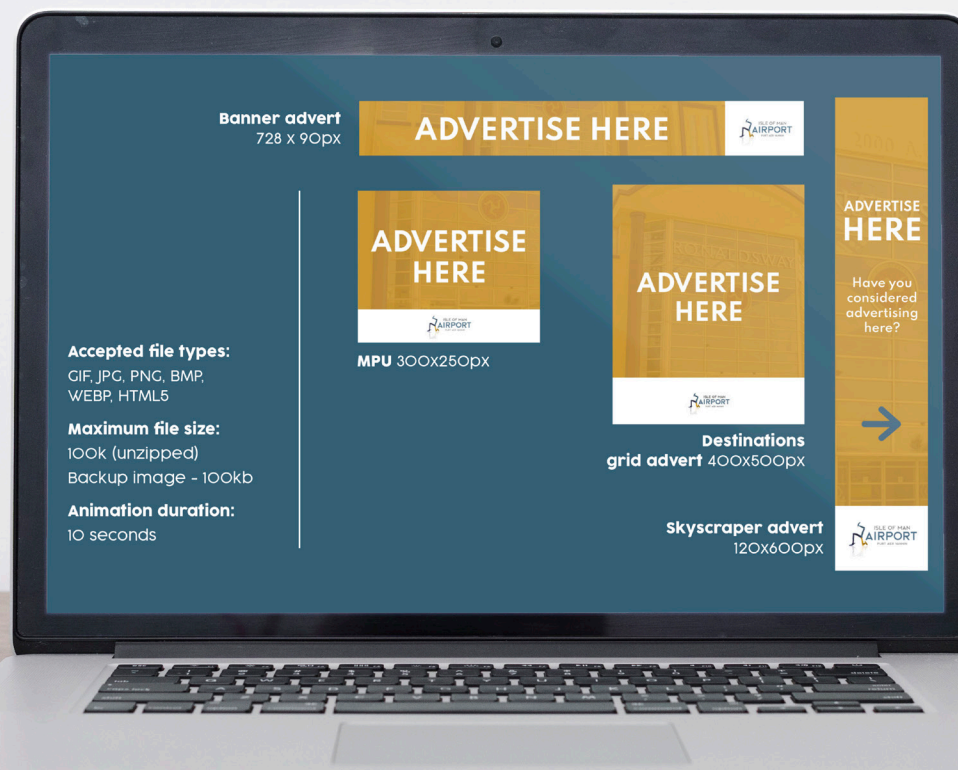 Banner advert
728 x 90px
ADVERTISE HERE
ISLE OF MAN
AIRPORT
ADVERTISE
HERE
ISLE OF MAN
AIRPORT
MPU 300x250px
RONALDSWAY
ADVERTISE
HERE
ISLE OF MAN
AIRPORT
Destinations
grid advert 400x500px
ADVERTISE
HERE
Have you
considered
advertising
here?
ISLE OF MAN
AIRPORT
Skyscraper advert
120x600px
Accepted file types:
GIF, JPG, PNG, BMP,
WEBP, HTML5
Maximum file size:
100k (unzipped)
Backup image - 100kb
Animation duration:
10 seconds